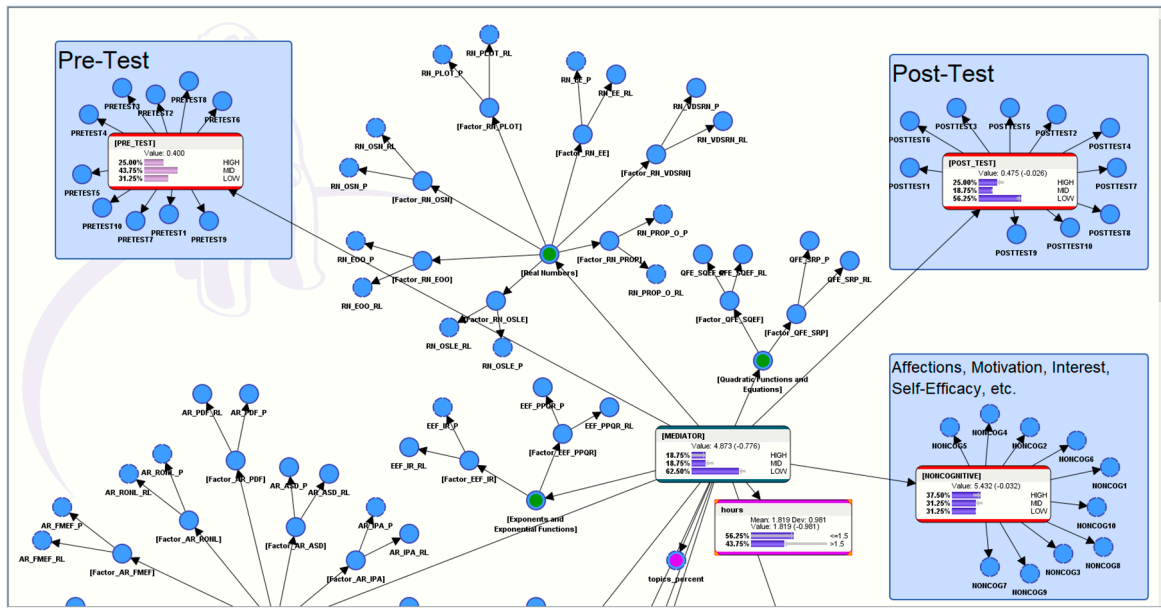 Pre-Test
PRETEST3
PRETEST2
PRETEST8
PRETEST6
PRETEST4
[PRE_TEST]
Value: 0.400
25.00% HIGH
43.75% MID
31.25% LOW
PRETEST5
PRETEST10
PRETEST7
PRETEST1
PRETEST9
RN_PLOT_RL
RN_PLOT_P
[Factor_RN_PLOT]
RN_EE_P
RN_EE_RL
[Factor_RN_EE]
RN_VDSRN_P
RN_VDSRN_RL
[Factor_RN_VDSRN]
RN_OSN_RL
RN_OSN_P
[Factor_RN_OSN]
RN_EOO_P
[Factor_RN_EOO]
RN_EOO_RL
[Real Numbers]
RN_PROP_O_P
[Factor_RN_PROP]
RN_PROP_O_RL
[Factor_RN_OSLE]
RN_OSLE_RL
RN_OSLE_P
QFE_SQEF_RL
[Factor_QFE_SQEF]
QFE_SRP_P
QFE_SRP_RL
[Factor_QFE_SRP]
[Quadratic Functions and
Equations]
Post-Test
POSTTEST3
POSTTEST5
POSTTEST2
POSTTEST6
POSTTEST4
[POST_TEST]
Value: 0.475 (-0.026)
25.00% HIGH
18.75% MID
56.25% LOW
POSTTEST1
POSTTEST7
POSTTEST8
POSTTEST10
POSTTEST9
Affections, Motivation, Interest,
Self-Efficacy, etc.
NONCOG5
NONCOG4
NONCOG2
NONCOG6
NONCOG1
[NONCOGNITIVE]
Value: 5.432 (-0.032)
37.50% HIGH
31.25% MID
31.25% LOW
NONCOG10
NONCOG8
NONCOG3
NONCOG7
NONCOG9
[MEDIATOR]
Value: 4.873 (-0.776)
18.75% HIGH
18.75% MID
62.50% LOW
hours
Mean: 1.819 Dev: 0.981
Value: 1.819 (-0.981)
56.25% <=1.5
43.75% >1.5
topics_percent
EEF_PPQR_P
EEF_PPQR_RL
[Factor_EEF_PPQR]
EEF_IR_P
EEF_IR_RL
[Factor_EEF_IR]
[Exponents and
Exponential Functions]
AR_PDF_RL
AR_PDF_P
[Factor_AR_PDF]
AR_RONL_P
AR_RONL_RL
[Factor_AR_RONL]
AR_ASD_P
AR_ASD_RL
[Factor_AR_ASD]
AR_FMEF_P
AR_FMEF_RL
[Factor_AR_FMEF]
AR_IPA_P
AR_IPA_RL
[Factor_AR_IPA]